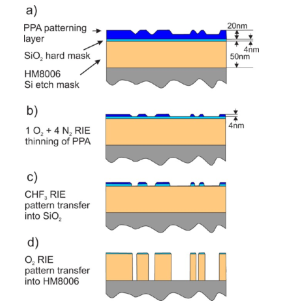 a)
PPA patterning
layer
SiO₂ hard mask
HM8006
Si etch mask
20nm
4nm
50nm
b)
1 O₂ + 4 N₂ RIE
thinning of PPA
4nm
c)
CHF₃ RIE
pattern transfer
into SiO₂
d)
O₂ RIE
pattern transfer
into HM8006